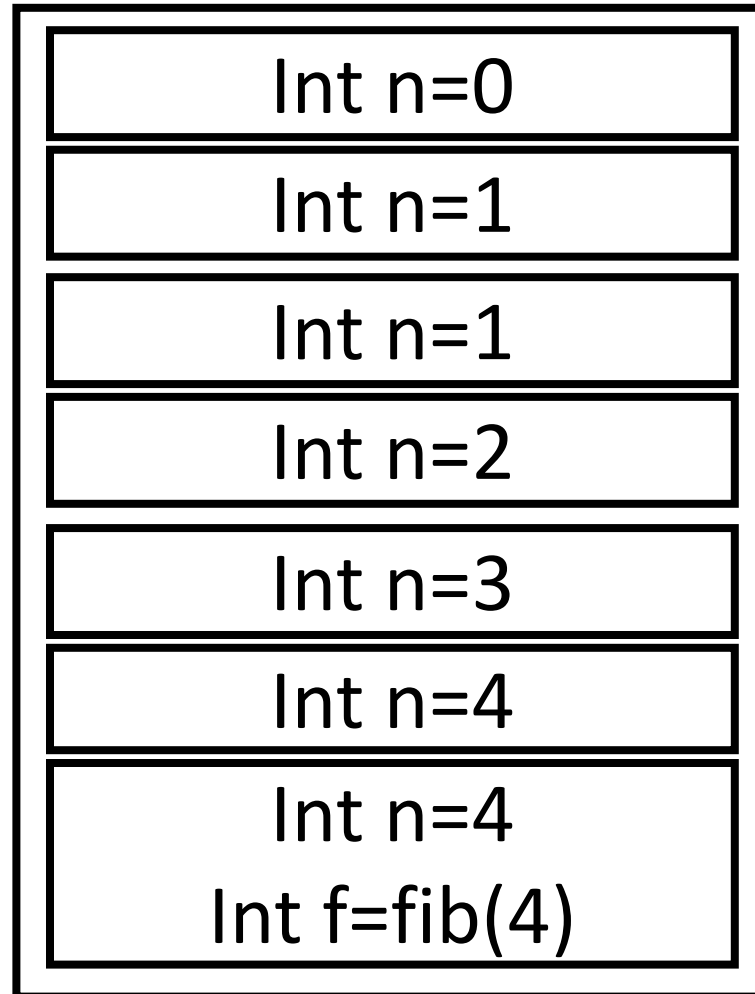 Int n=0
Int n=1
Int n=1
Int n=2
Int n=3
Int n=4
Int n=4
Int f=fib(4)